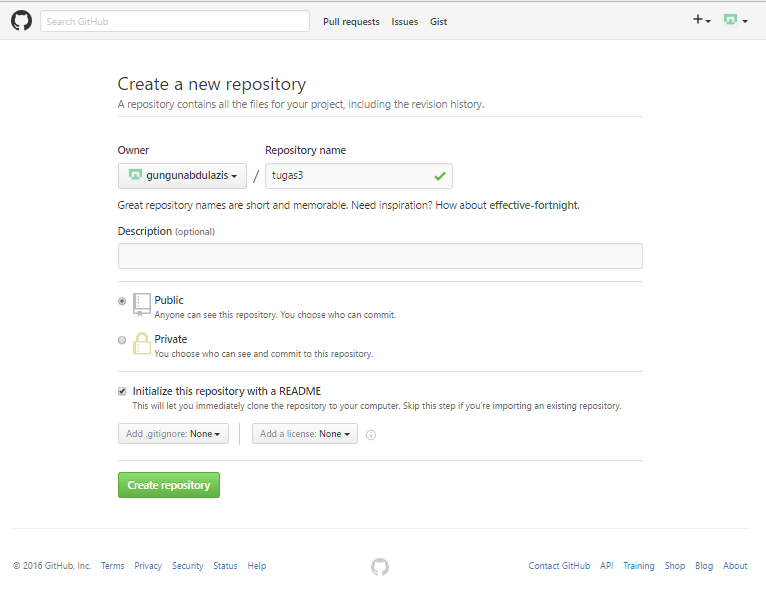 Search GitHub Pull requests Issues Gist
Create a new repository
A repository contains all the files for your project, including the revision history.
Owner Repository name
gungunabdulazis / tugas3
Great repository names are short and memorable. Need inspiration? How about effective-fortnight.
Description (optional)
Public
Anyone can see this repository. You choose who can commit.
Private
You choose who can see and commit to this repository.
Initialize this repository with a README
This will let you immediately clone the repository to your computer. Skip this step if you're importing an existing repository.
Add .gitignore: None Add a license: None
Create repository
© 2016 GitHub, Inc. Terms Privacy Security Status Help Contact GitHub API Training Shop Blog About